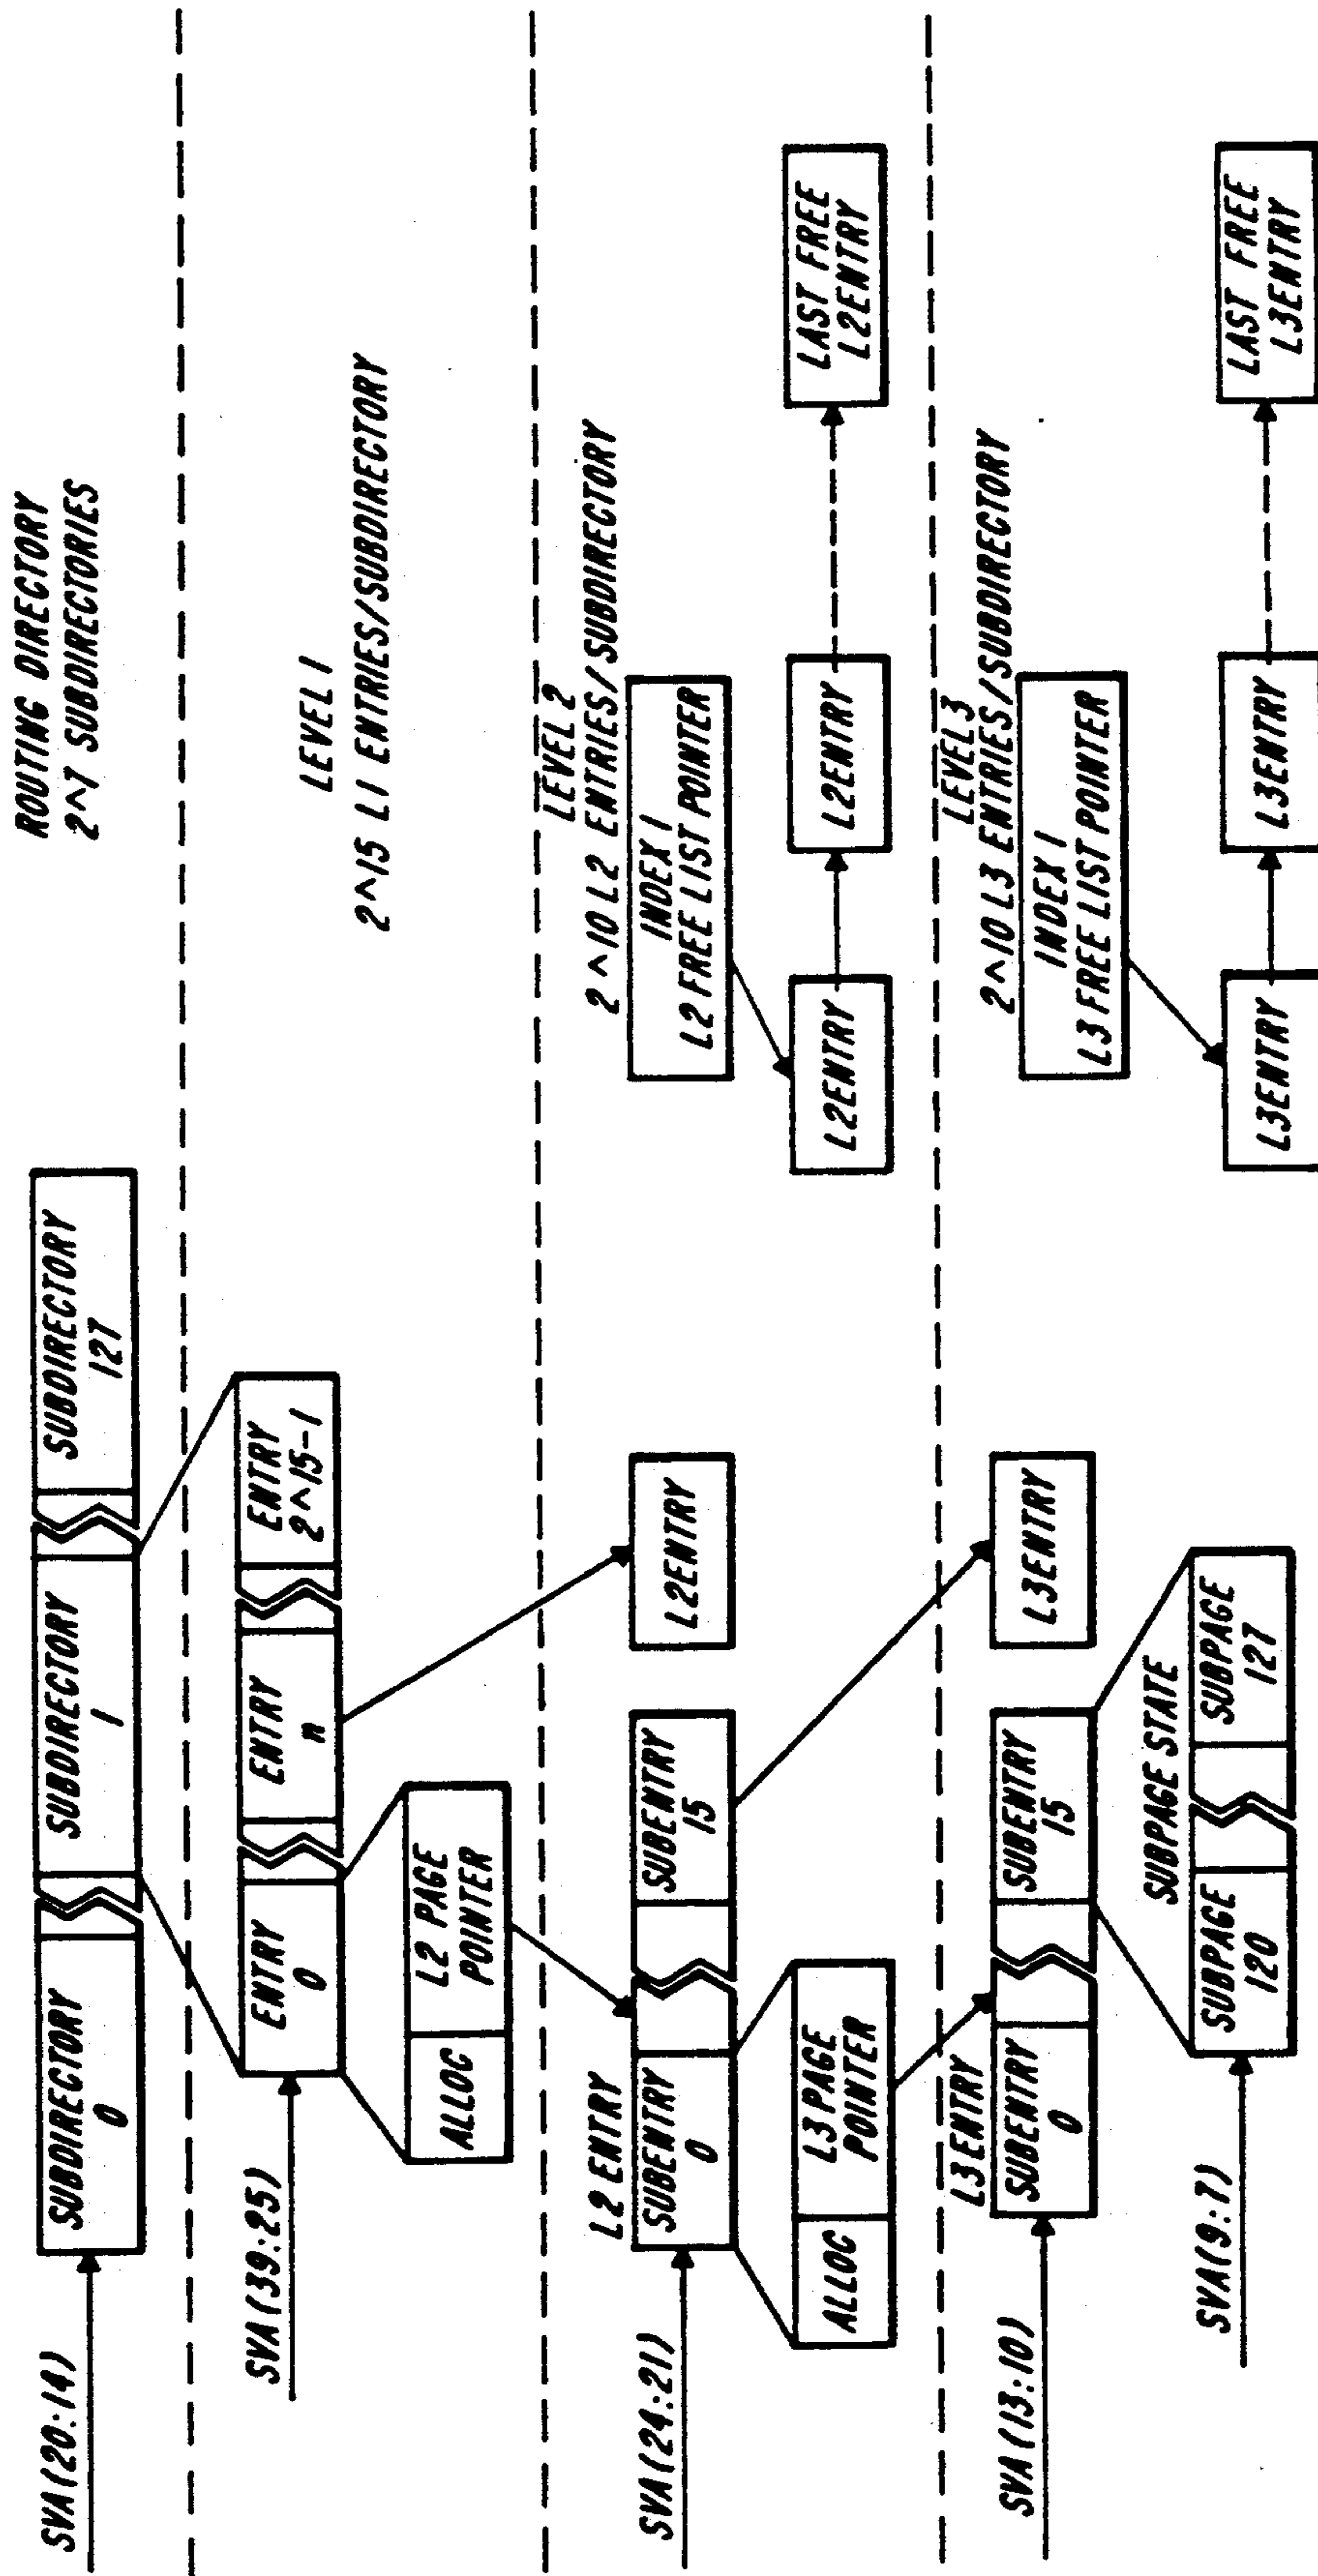 ROUTING DIRECTORY
2^7 SUBDIRECTORIES
SVA(20:14)
SUBDIRECTORY
0
SUBDIRECTORY
1
SUBDIRECTORY
127
LEVEL 1
2^15 L1 ENTRIES/SUBDIRECTORY
SVA(39:25)
ENTRY
0
ENTRY
n
ENTRY
2^15-1
ALLOC
L2 PAGE
POINTER
LEVEL 2
2^10 L2 ENTRIES/SUBDIRECTORY
L2 ENTRY
SVA(24:21)
SUBENTRY
0
SUBENTRY
15
L2ENTRY
INDEX 1
L2 FREE LIST POINTER
ALLOC
L3 PAGE
POINTER
L2ENTRY
L2ENTRY
LAST FREE
L2ENTRY
LEVEL 3
2^10 L3 ENTRIES/SUBDIRECTORY
L3 ENTRY
SVA(13:10)
SUBENTRY
0
SUBENTRY
15
L3ENTRY
INDEX 1
L3 FREE LIST POINTER
SUBPAGE STATE
SVA(9:7)
SUBPAGE
120
SUBPAGE
127
L3ENTRY
L3ENTRY
LAST FREE
L3ENTRY